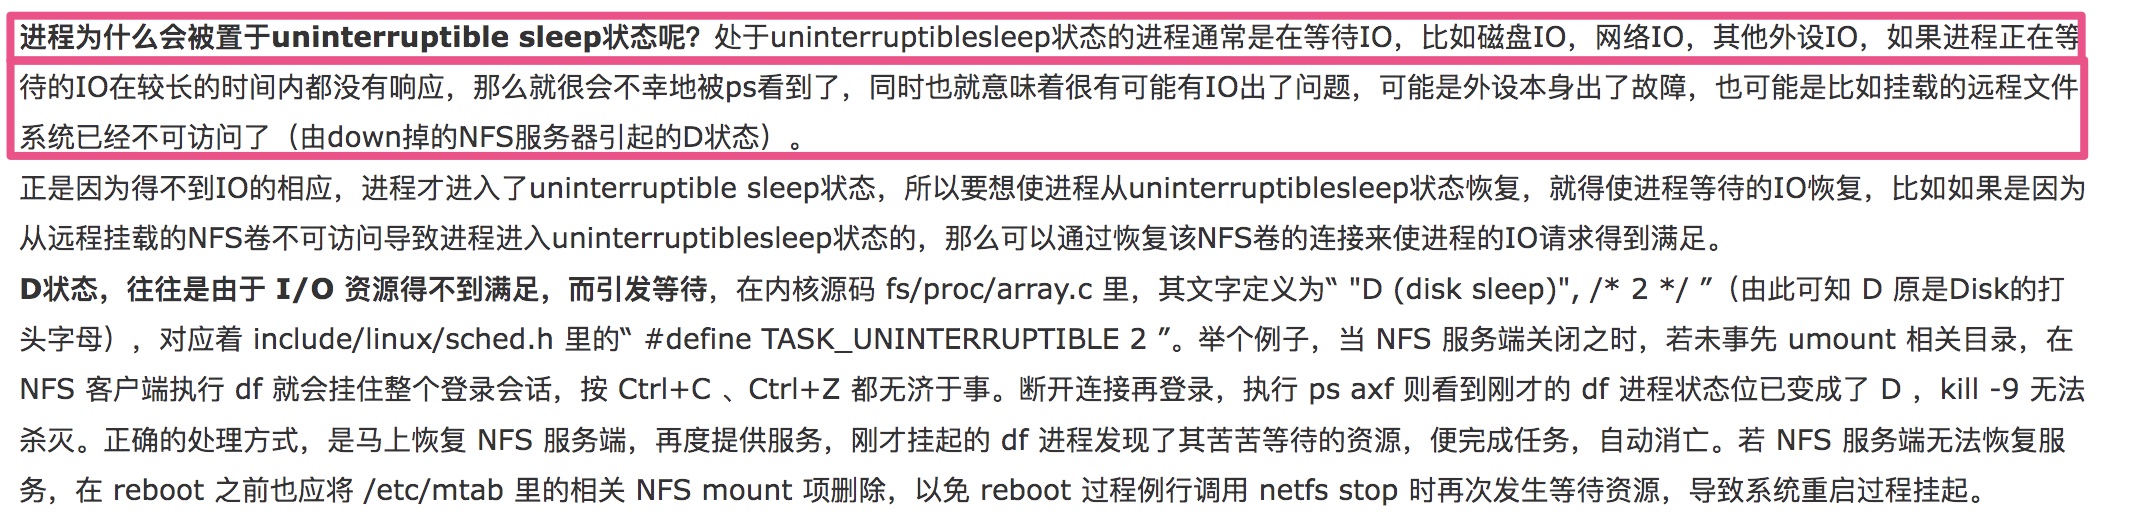 进程为什么会被置于uninterruptible sleep状态呢？处于uninterruptiblesleep状态的进程通常是在等待IO，比如磁盘IO，网络IO，其他外设IO，如果进程正在等
待的IO在较长的时间内都没有响应，那么就很会不幸地被ps看到了，同时也就意味着很有可能有IO出了问题，可能是外设本身出了故障，也可能是比如挂载的远程文件
系统已经不可访问了（由down掉的NFS服务器引起的D状态）。
正是因为得不到IO的相应，进程才进入了uninterruptible sleep状态，所以要想使进程从uninterruptiblesleep状态恢复，就得使进程等待的IO恢复，比如如果是因为
从远程挂载的NFS卷不可访问导致进程进入uninterruptiblesleep状态的，那么可以通过恢复该NFS卷的连接来使进程的IO请求得到满足。
D状态，往往是由于 I/O 资源得不到满足，而引发等待，在内核源码 fs/proc/array.c 里，其文字定义为“ "D (disk sleep)", /* 2 */ ”（由此可知 D 原是Disk的打
头字母），对应着 include/linux/sched.h 里的“ #define TASK_UNINTERRUPTIBLE 2 ”。举个例子，当 NFS 服务端关闭之时，若未事先 umount 相关目录，在
NFS 客户端执行 df 就会挂住整个登录会话，按 Ctrl+C 、Ctrl+Z 都无济于事。断开连接再登录，执行 ps axf 则看到刚才的 df 进程状态位已变成了 D ，kill -9 无法
杀灭。正确的处理方式，是马上恢复 NFS 服务端，再度提供服务，刚才挂起的 df 进程发现了其苦苦等待的资源，便完成任务，自动消亡。若 NFS 服务端无法恢复服
务，在 reboot 之前也应将 /etc/mtab 里的相关 NFS mount 项删除，以免 reboot 过程例行调用 netfs stop 时再次发生等待资源，导致系统重启过程挂起。